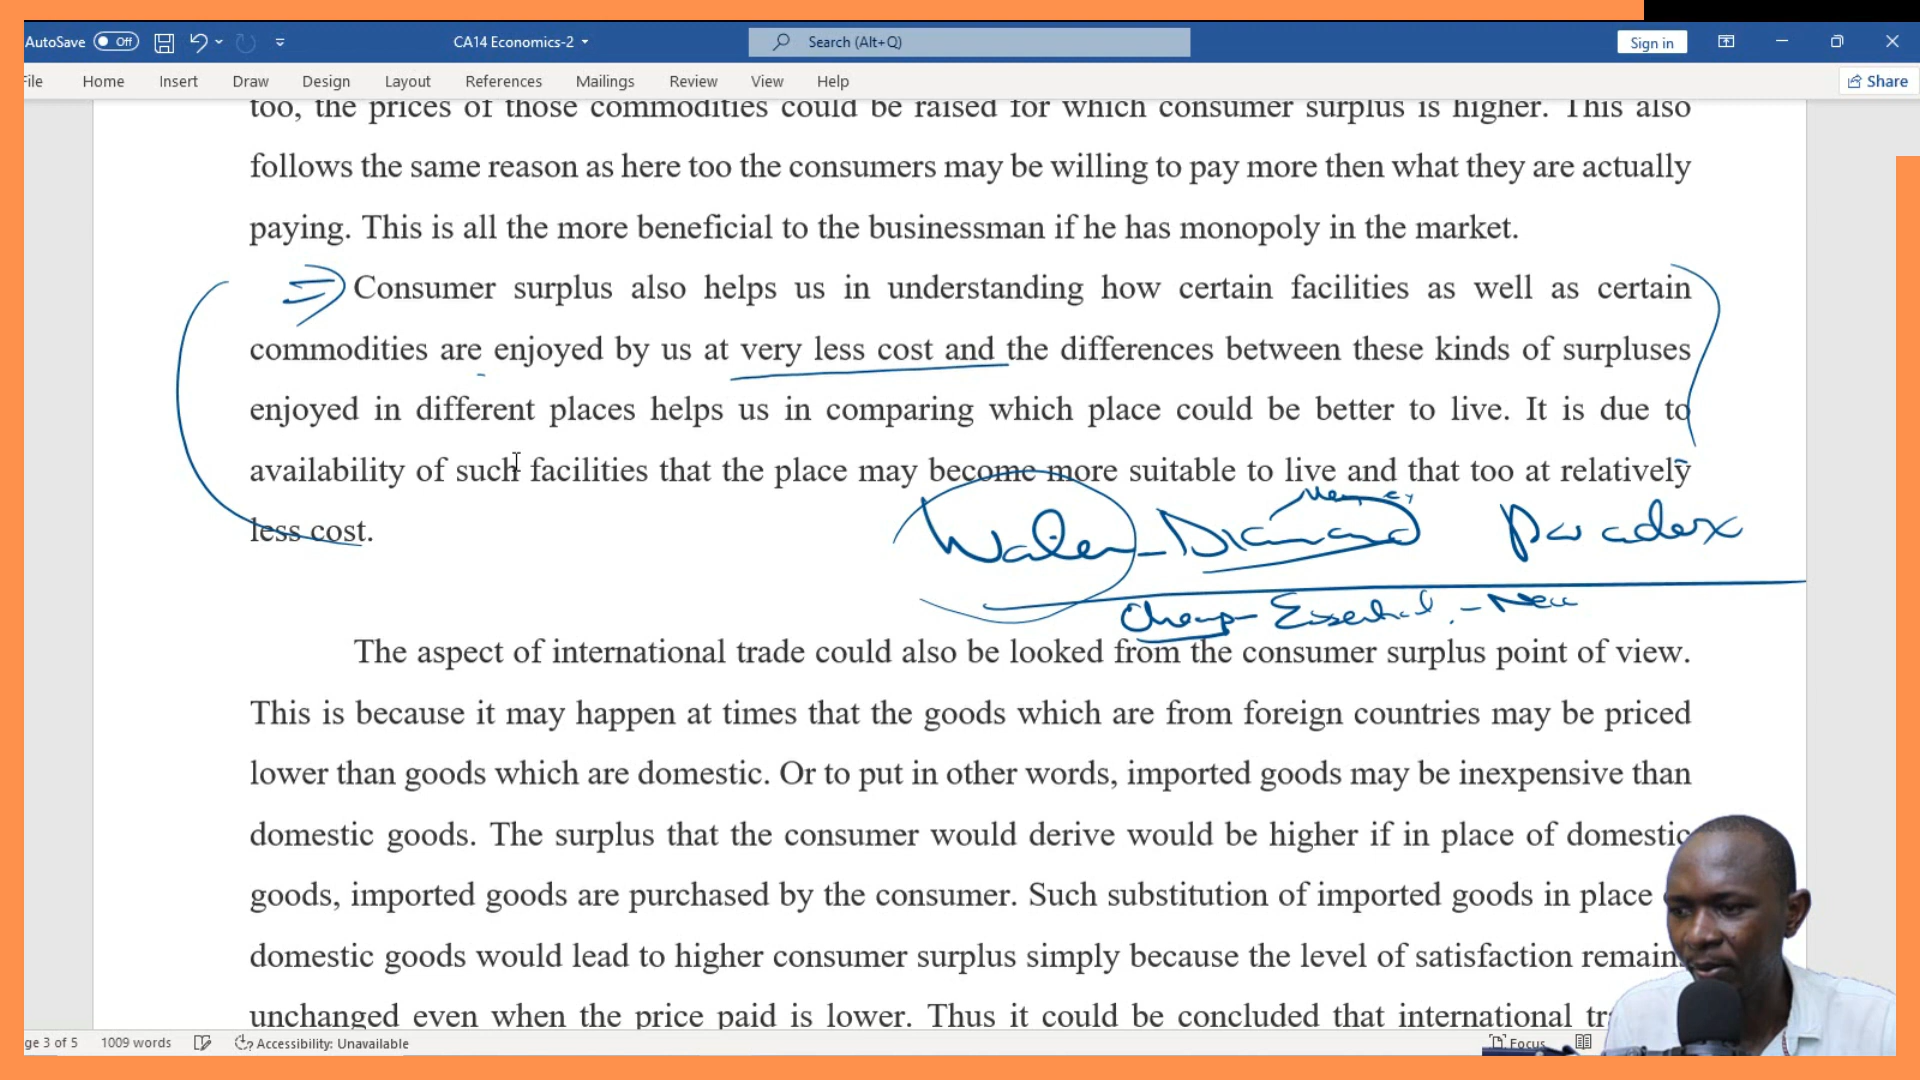 AutoSave Off CA14 Economics-2 Search (Alt+Q) Sign in
File Home Insert Draw Design Layout References Mailings Review View Help Share
too, the prices of those commodities could be raised for which consumer surplus is higher. This also
follows the same reason as here too the consumers may be willing to pay more then what they are actually
paying. This is all the more beneficial to the businessman if he has monopoly in the market.
Consumer surplus also helps us in understanding how certain facilities as well as certain
commodities are enjoyed by us at very less cost and the differences between these kinds of surpluses
enjoyed in different places helps us in comparing which place could be better to live. It is due to
availability of such facilities that the place may become more suitable to live and that too at relatively
less cost.
Water-Diamond Paradox
Cheap- Essential. -
The aspect of international trade could also be looked from the consumer surplus point of view.
This is because it may happen at times that the goods which are from foreign countries may be priced
lower than goods which are domestic. Or to put in other words, imported goods may be inexpensive than
domestic goods. The surplus that the consumer would derive would be higher if in place of domestic
goods, imported goods are purchased by the consumer. Such substitution of imported goods in place
domestic goods would lead to higher consumer surplus simply because the level of satisfaction remain
unchanged even when the price paid is lower. Thus it could be concluded that international tr
ge 3 of 5 1009 words Accessibility: Unavailable Focus